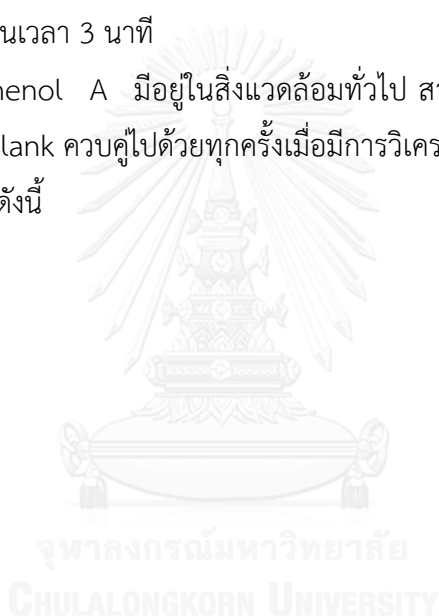 นเวลา 3 นาที
enol A มีอยู่ในสิ่งแวดล้อมทั่วไป
lank ควบคู่ไปด้วยทุกครั้งเมื่อมีการวิเคร
ดังนี้
จุฬาลงกรณ์มหาวิทยาลัย
CHULALONGKORN UNIVERSITY